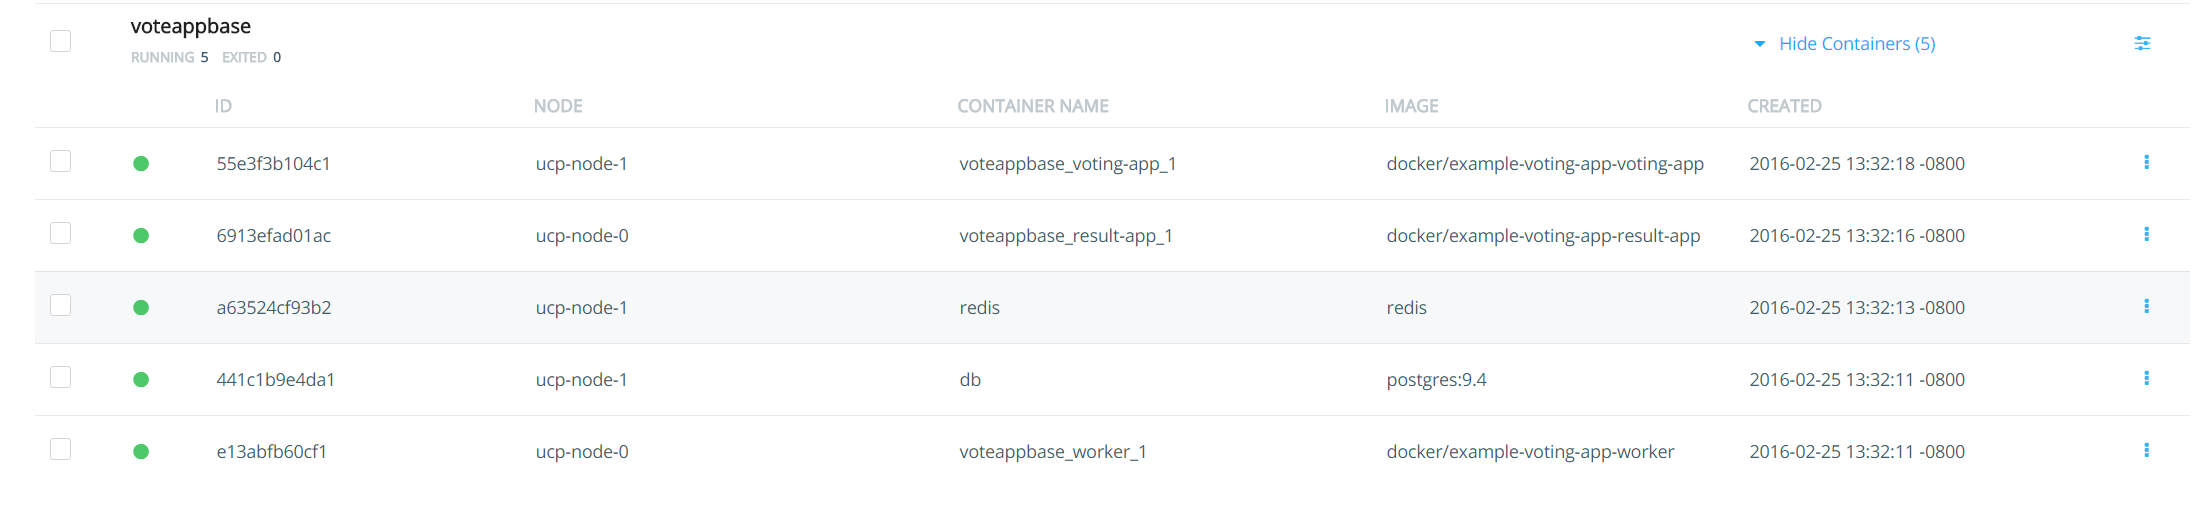 voteappbase
RUNNING 5 EXITED 0
Hide Containers (5)
ID NODE CONTAINER NAME IMAGE CREATED
55e3f3b104c1 ucp-node-1 voteappbase_voting-app_1 docker/example-voting-app-voting-app 2016-02-25 13:32:18 -0800
6913efad01ac ucp-node-0 voteappbase_result-app_1 docker/example-voting-app-result-app 2016-02-25 13:32:16 -0800
a63524cf93b2 ucp-node-1 redis redis 2016-02-25 13:32:13 -0800
441c1b9e4da1 ucp-node-1 db postgres:9.4 2016-02-25 13:32:11 -0800
e13abfb60cf1 ucp-node-0 voteappbase_worker_1 docker/example-voting-app-worker 2016-02-25 13:32:11 -0800